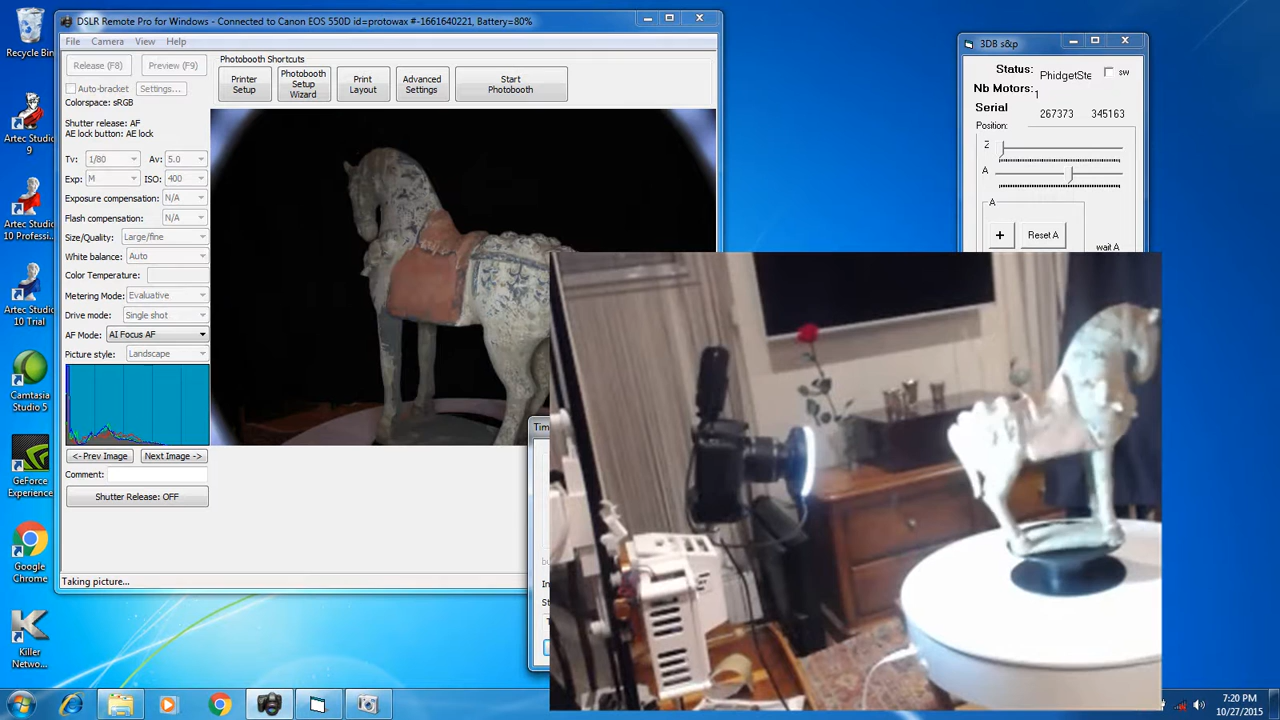 Recycle Bin
Artec Studio
9
Artec Studio
10 Professi...
Artec Studio
10 Trial
Camtasia
Studio 5
GeForce
Experience
Google
Chrome
Killer
Netwo...
DSLR Remote Pro for Windows - Connected to Canon EOS 550D id=protowax #-1661640221, Battery=80%
File Camera View Help
Release (F8) Preview (F9)
Auto-bracket Settings...
Colorspace: sRGB
Shutter release: AF
AE lock button: AE lock
Tv: 1/80 Av: 5.0
Exp: M ISO: 400
Exposure compensation: N/A
Flash compensation: N/A
Size/Quality: Large/fine
White balance: Auto
Color Temperature:
Metering Mode: Evaluative
Drive mode: Single shot
AF Mode: AI Focus AF
Picture style: Landscape
<- Prev Image Next Image ->
Comment:
Shutter Release: OFF
Taking picture...
Photobooth Shortcuts
Printer
Setup
Photobooth
Setup
Wizard
Print
Layout
Advanced
Settings
Start
Photobooth
Tim
3DB s&p
Status: PhidgetSte sw
Nb Motors: 1
Serial
267373 345163
Position:
Z
A
A
+ Reset A
wait A
7:20 PM
10/27/2015